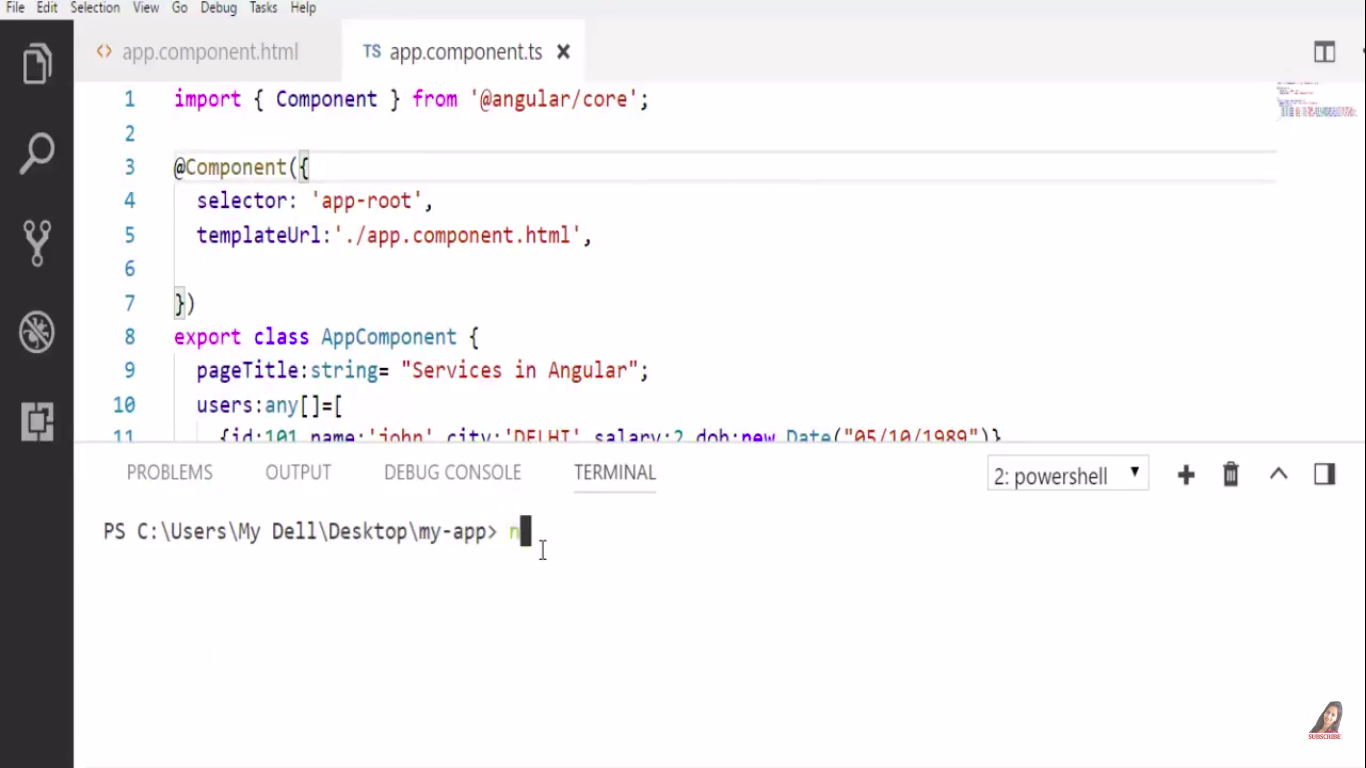 File Edit Selection View Go Debug Tasks Help
<> app.component.html TS app.component.ts
1 import { Component } from '@angular/core';
2
3 @Component({
4 selector: 'app-root',
5 templateUrl:'./app.component.html',
6
7 })
8 export class AppComponent {
9 pageTitle:string= "Services in Angular";
10 users:any[]=[
11 {id:101,name:'john',city:'DELHI',salary:2,dob:new Date("05/10/1989")}
PROBLEMS OUTPUT DEBUG CONSOLE TERMINAL 2: powershell
PS C:\Users\My Dell\Desktop\my-app> n
SUBSCRIBE